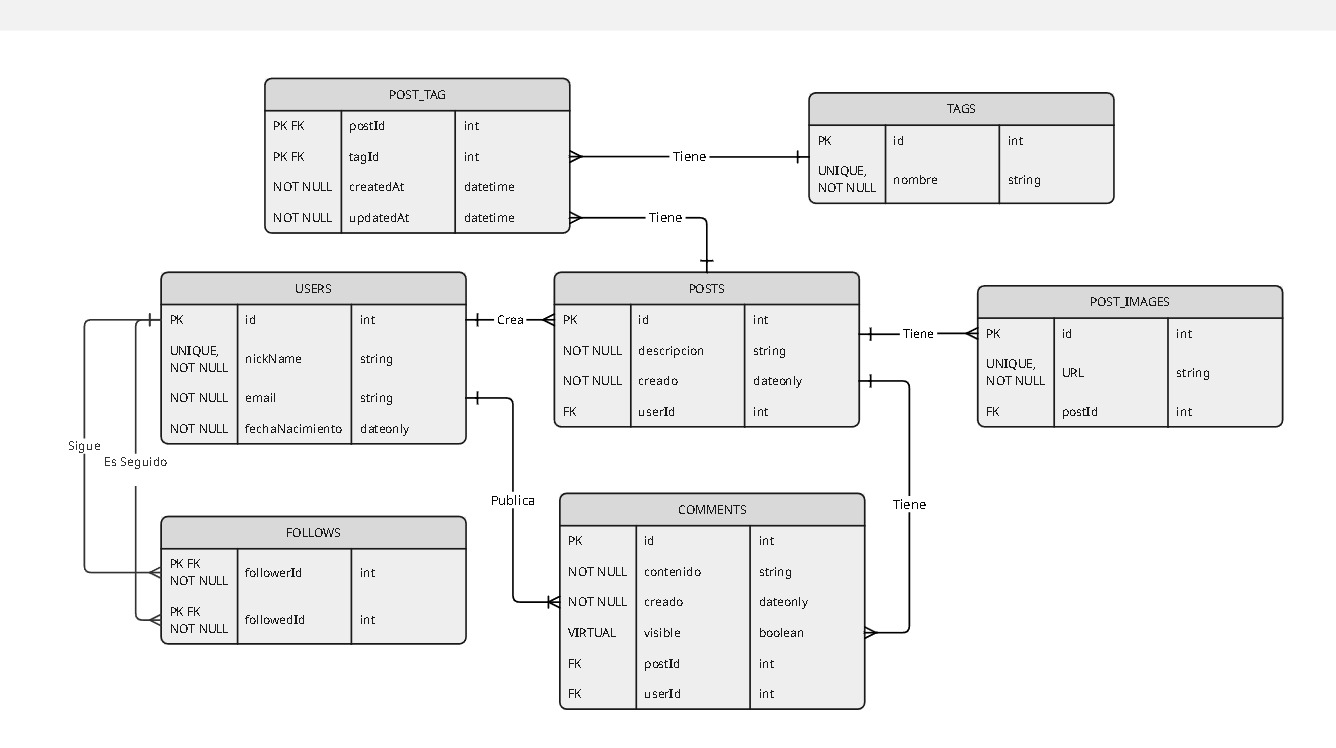 POST_TAG
PK FK postId int
PK FK tagId int
NOT NULL createdAt datetime
NOT NULL updatedAt datetime
TAGS
PK id int
UNIQUE,
NOT NULL nombre string
Tiene
Tiene
USERS
PK id int
UNIQUE,
NOT NULL nickName string
NOT NULL email string
NOT NULL fechaNacimiento dateonly
Crea
POSTS
PK id int
NOT NULL descripcion string
NOT NULL creado dateonly
FK userId int
Tiene
POST_IMAGES
PK id int
UNIQUE,
NOT NULL URL string
FK postId int
Sigue
Es Seguido
Publica
Tiene
FOLLOWS
PK FK
NOT NULL followerId int
PK FK
NOT NULL followedId int
COMMENTS
PK id int
NOT NULL contenido string
NOT NULL creado dateonly
VIRTUAL visible boolean
FK postId int
FK userId int